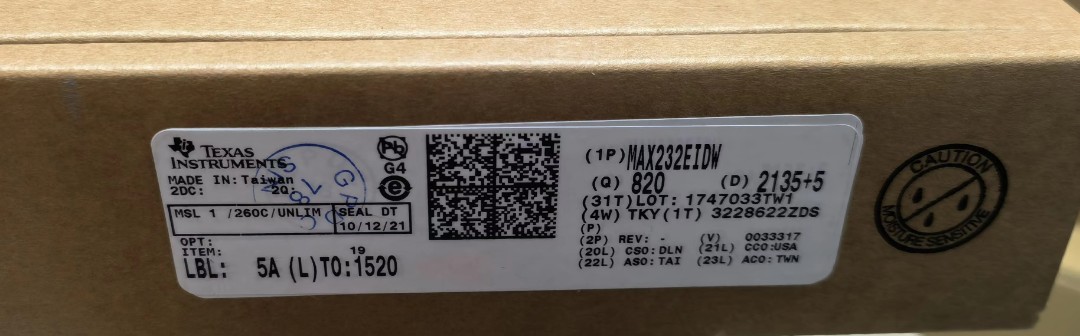 TEXAS
INSTRUMENTS
MADE IN: Taiwan
2DC: 2Q:
MSL 1 /260C/UNLIM
SEAL DT
10/12/21
OPT:
ITEM: 19
LBL: 5A (L)TO:1520
Pb
G4
e
(1P)MAX232EIDW
(Q) 820 (D) 2135+5
(31T)LOT: 1747033TW1
(4W) TKY(1T) 3228622ZDS
(P)
(2P) REV: - (V) 0033317
(20L) CSO:DLN (21L) CCO:USA
(22L) ASO:TAI (23L) ACO:TWN
CAUTION
MOISTURE SENSITIVE